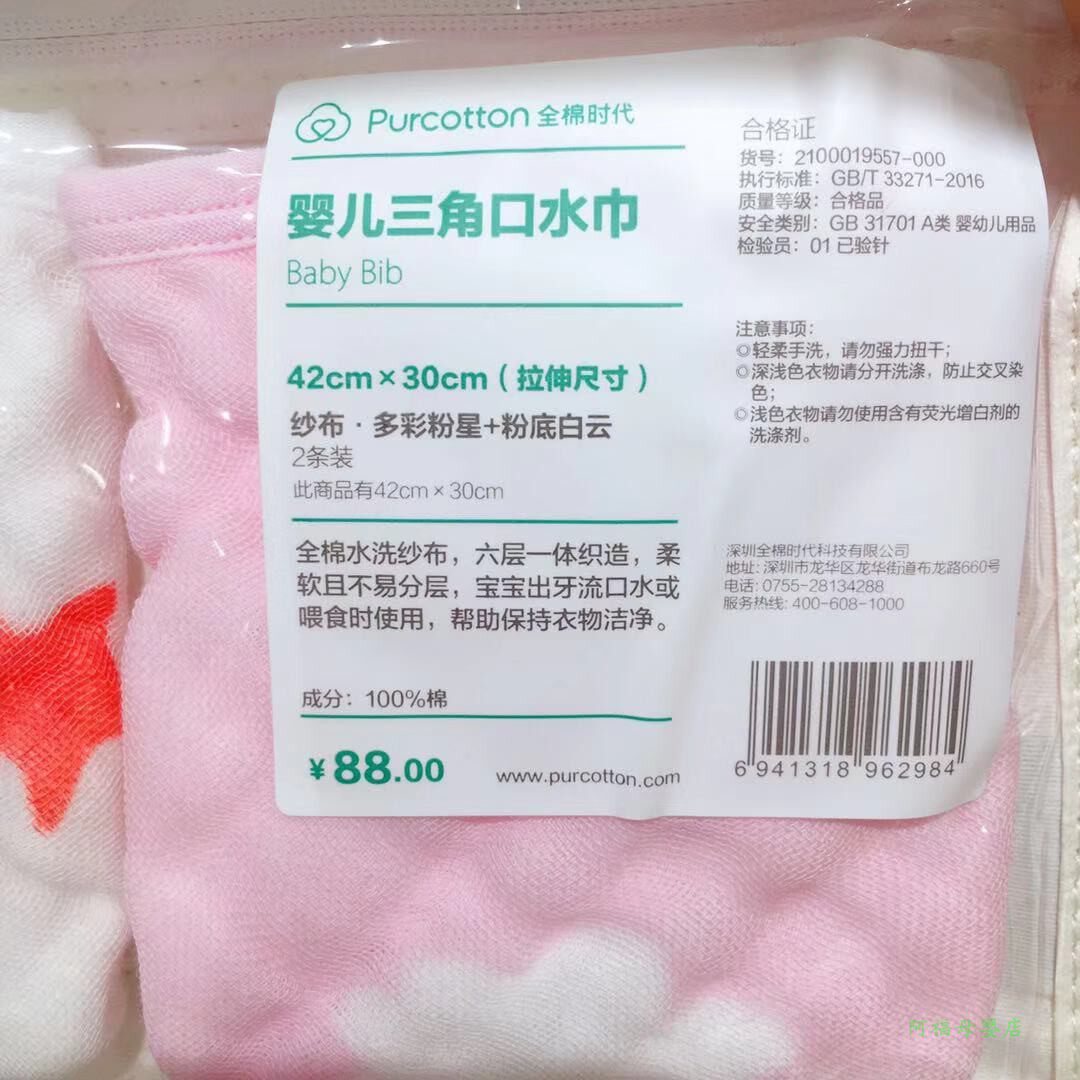 Purcotton 全棉时代
婴儿三角口水巾
Baby Bib
42cm×30cm（拉伸尺寸）
纱布·多彩粉星+粉底白云
2条装
此商品有42cm×30cm
全棉水洗纱布，六层一体织造，柔
软且不易分层，宝宝出牙流口水或
喂食时使用，帮助保持衣物洁净。
成分：100%棉
¥88.00
www.purcotton.com
合格证
货号：2100019557-000
执行标准：GB/T 33271-2016
质量等级：合格品
安全类别：GB 31701 A类 婴幼儿用品
检验员：01 已验针
注意事项：
◎轻柔手洗，请勿强力扭干；
◎深浅色衣物请分开洗涤，防止交叉染
色；
◎浅色衣物请勿使用含有荧光增白剂的
洗涤剂。
深圳全棉时代科技有限公司
地址：深圳市龙华区龙华街道布龙路660号
电话：0755-28134288
服务热线：400-608-1000
6 941318 962984
阿福母婴店